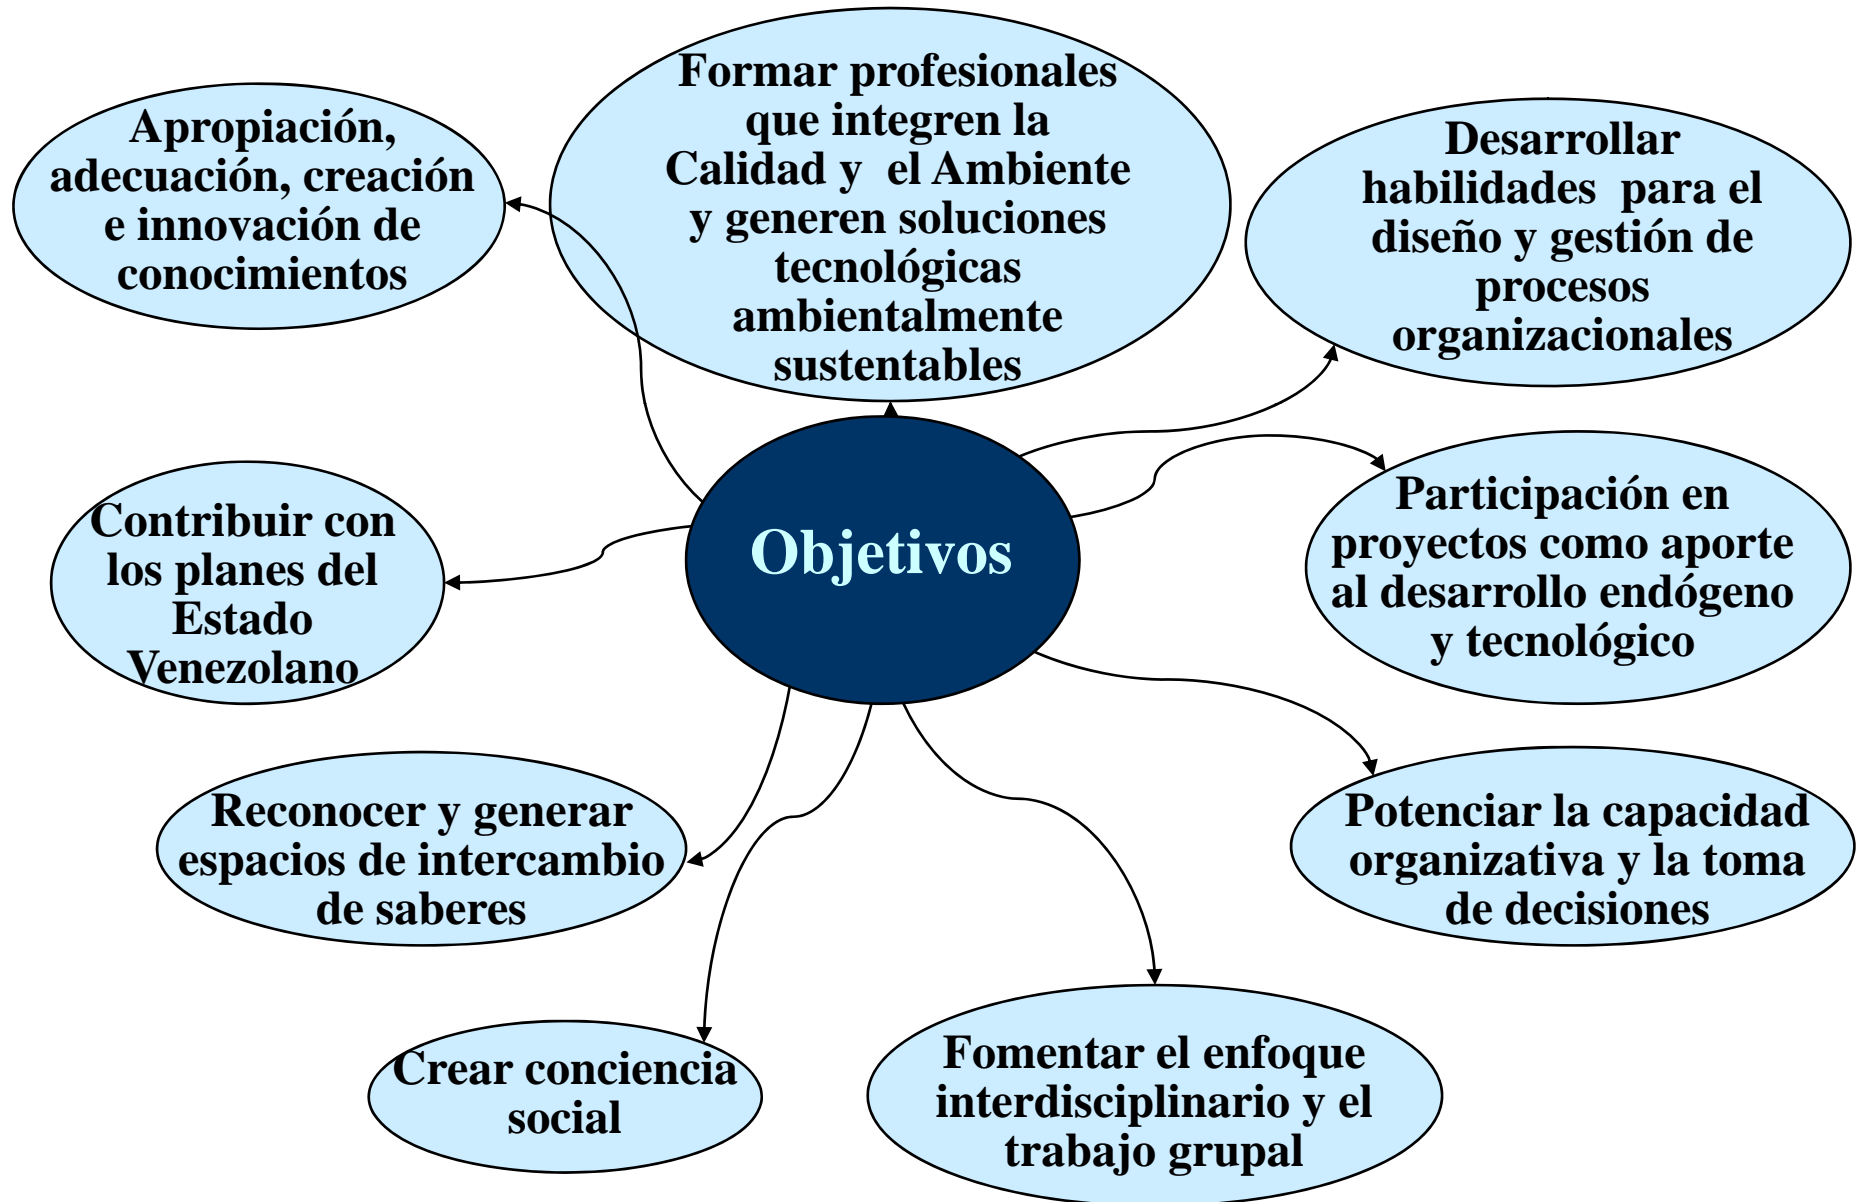 Formar profesionales
que integren la
Calidad y  el Ambiente
y generen soluciones
tecnológicas
ambientalmente
sustentables
Apropiación,
adecuación, creación
e innovación de
conocimientos
Desarrollar
habilidades  para el
diseño y gestión de
procesos
organizacionales
Objetivos
Contribuir con
los planes del
Estado
Venezolano
Participación en
proyectos como aporte
al desarrollo endógeno
y tecnológico
Reconocer y generar
espacios de intercambio
de saberes
Potenciar la capacidad
organizativa y la toma
de decisiones
Crear conciencia
social
Fomentar el enfoque
interdisciplinario y el
trabajo grupal